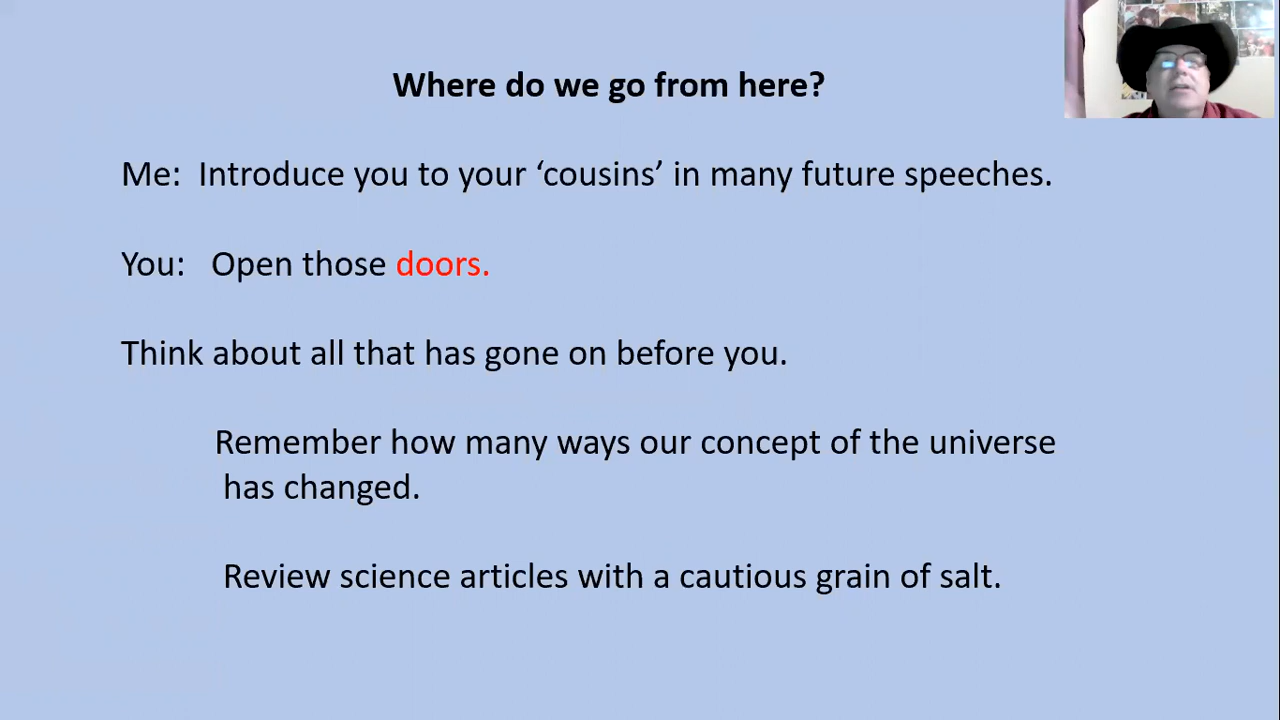 Where do we go from here?
Me: Introduce you to your ‘cousins’ in many future speeches.
You: Open those doors.
Think about all that has gone on before you.
Remember how many ways our concept of the universe
has changed.
Review science articles with a cautious grain of salt.